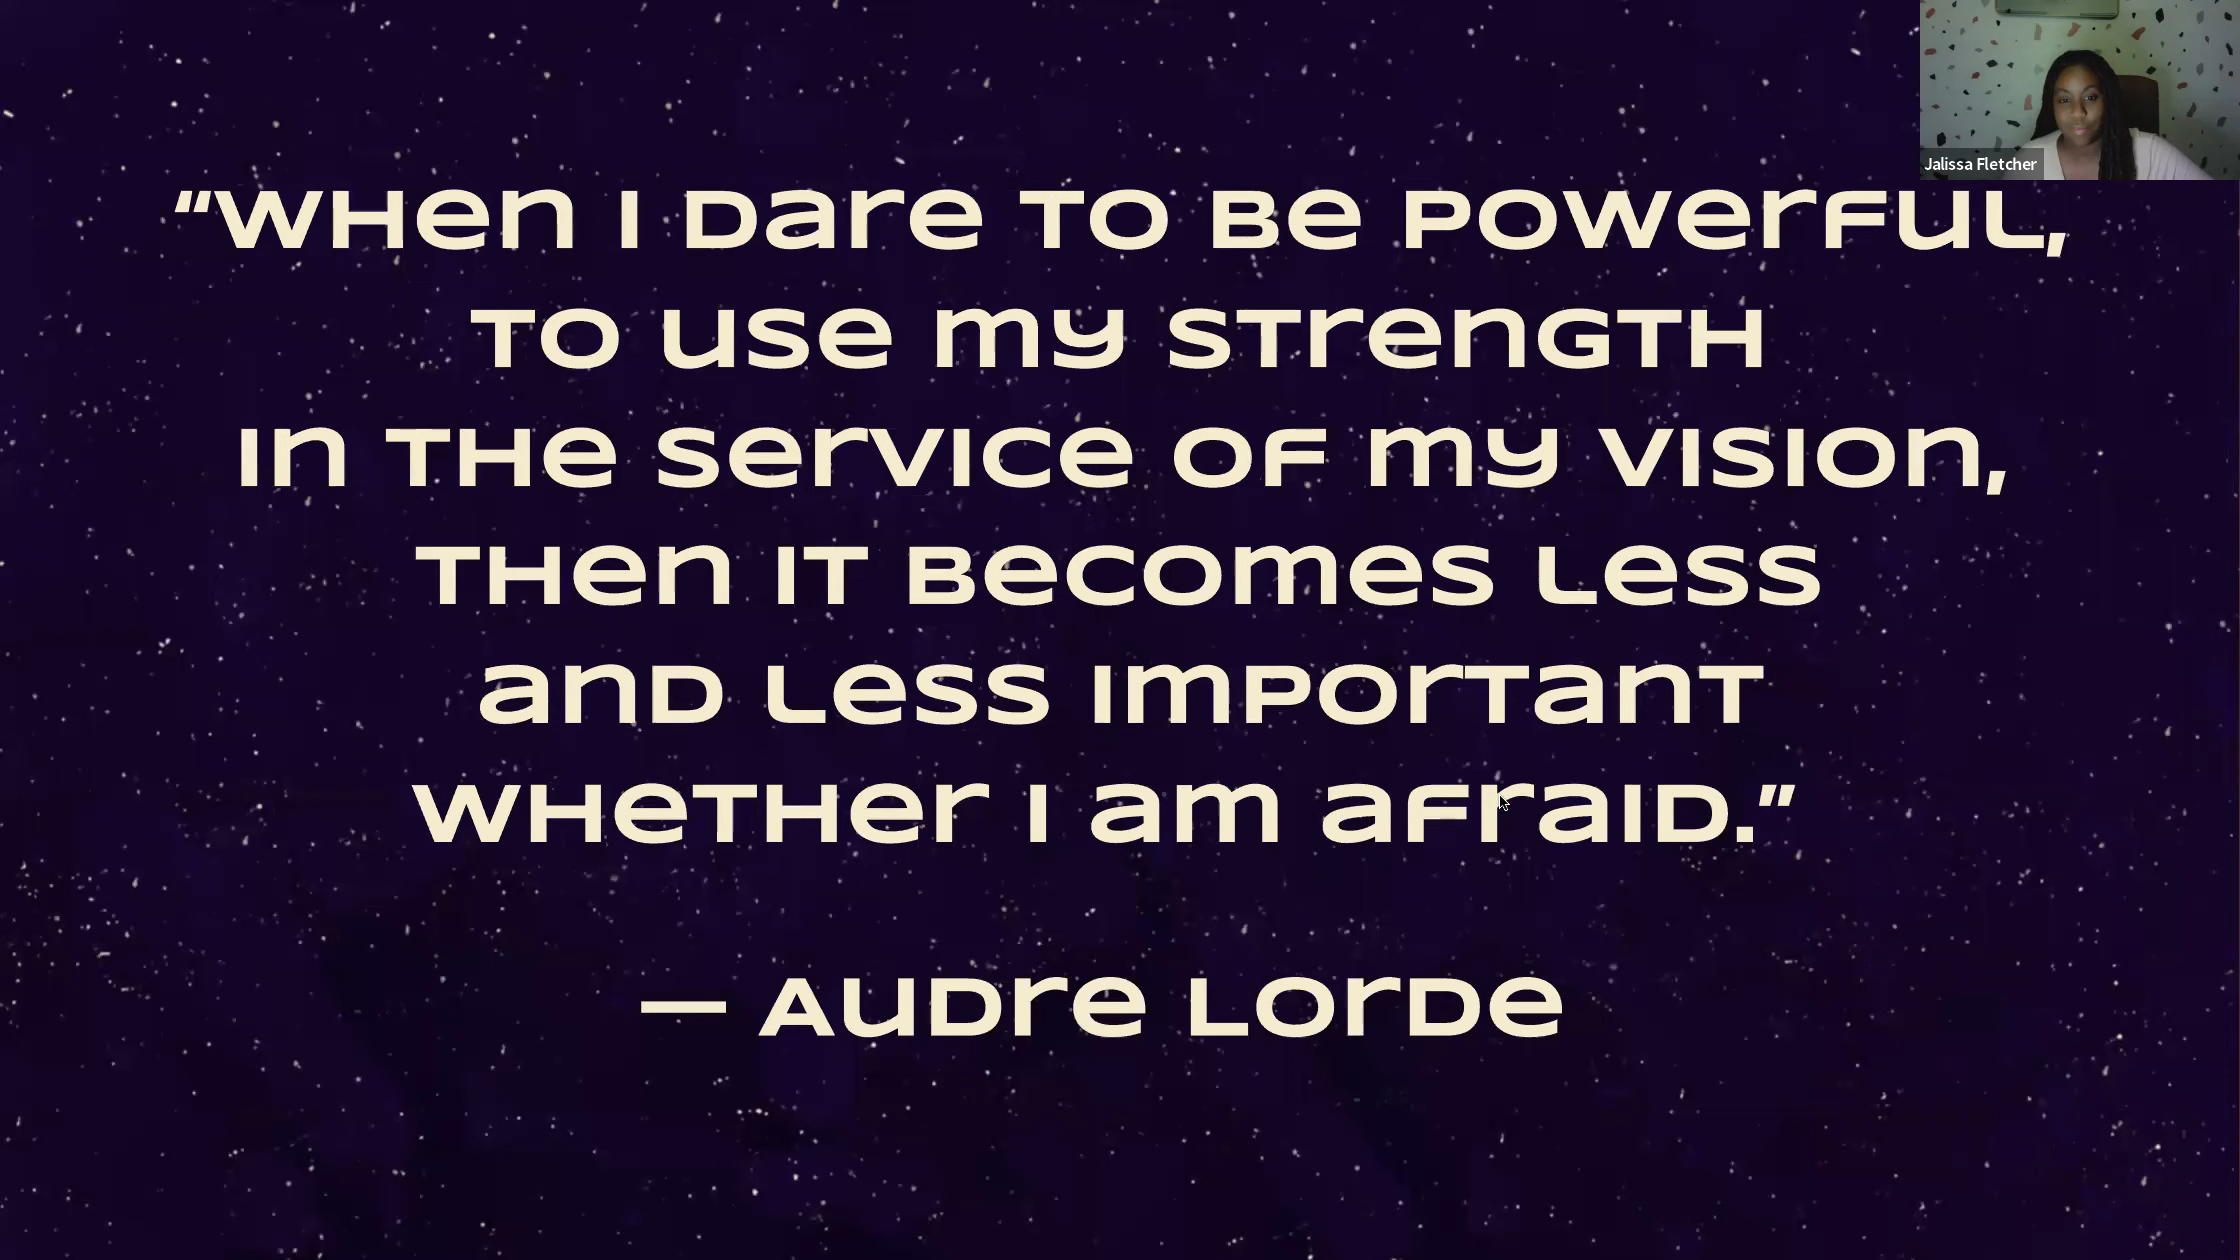 Jalissa Fletcher
“When I dare to be powerful,
to use my strength
in the service of my vision,
then it becomes less
and less important
whether I am afraid.”
— Audre Lorde